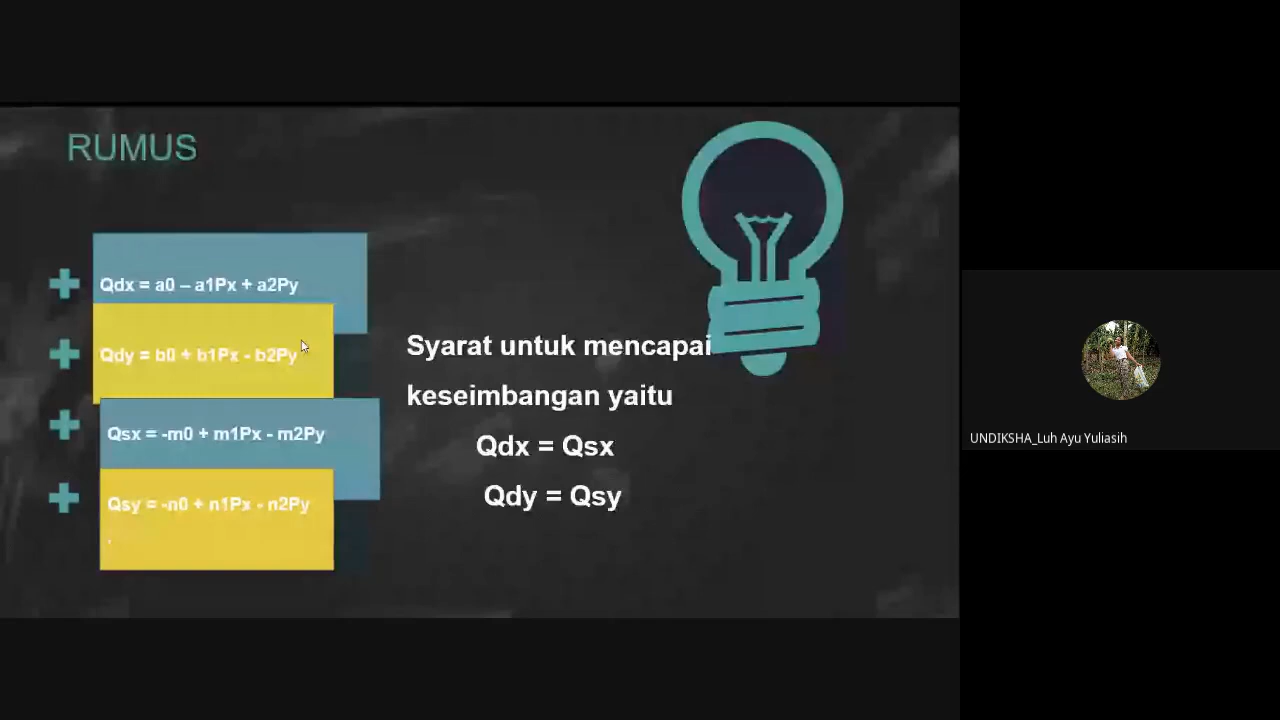 RUMUS
Qdx = a0 – a1Px + a2Py
Qdy = b0 + b1Px - b2Py
Qsx = -m0 + m1Px - m2Py
Qsy = -n0 + n1Px - n2Py
.
Syarat untuk mencapai
keseimbangan yaitu
Qdx = Qsx
Qdy = Qsy
UNDIKSHA_Luh Ayu Yuliasih